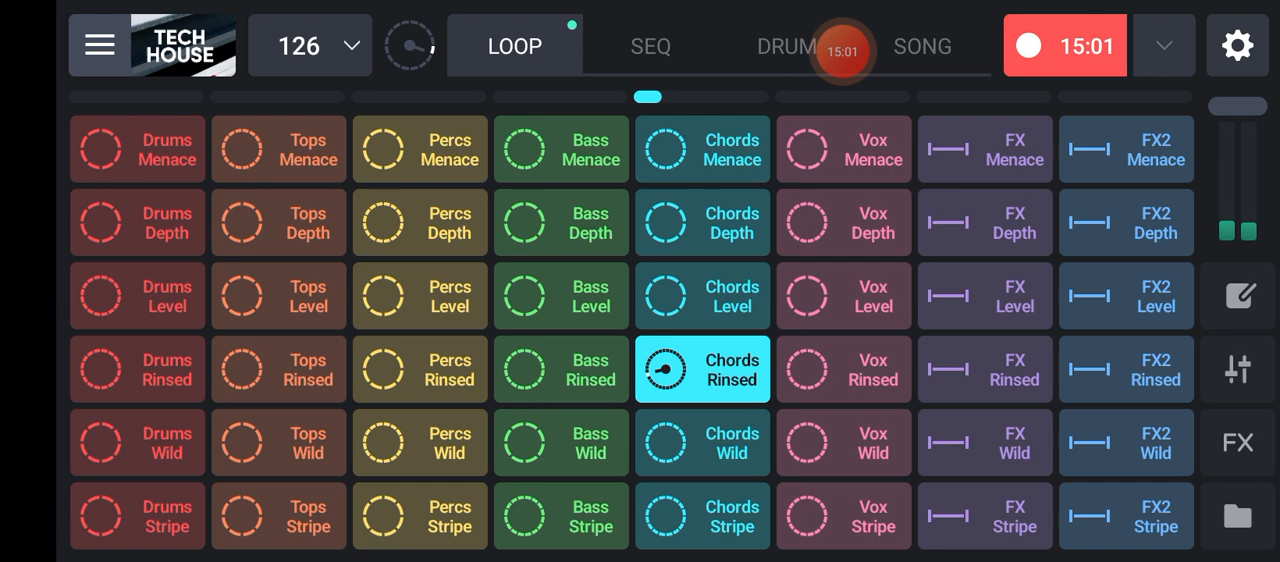 TECH
HOUSE
126
LOOP
SEQ
DRUM
15:01
SONG
15:01
Drums
Menace
Tops
Menace
Percs
Menace
Bass
Menace
Chords
Menace
Vox
Menace
FX
Menace
FX2
Menace
Drums
Depth
Tops
Depth
Percs
Depth
Bass
Depth
Chords
Depth
Vox
Depth
FX
Depth
FX2
Depth
Drums
Level
Tops
Level
Percs
Level
Bass
Level
Chords
Level
Vox
Level
FX
Level
FX2
Level
Drums
Rinsed
Tops
Rinsed
Percs
Rinsed
Bass
Rinsed
Chords
Rinsed
Vox
Rinsed
FX
Rinsed
FX2
Rinsed
Drums
Wild
Tops
Wild
Percs
Wild
Bass
Wild
Chords
Wild
Vox
Wild
FX
Wild
FX2
Wild
FX
Drums
Stripe
Tops
Stripe
Percs
Stripe
Bass
Stripe
Chords
Stripe
Vox
Stripe
FX
Stripe
FX2
Stripe